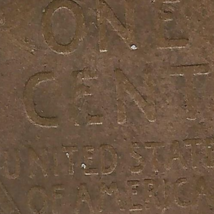 ONE
CENT
UNITED STATES
OF AMERICA